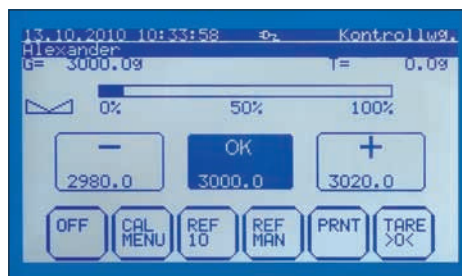 13.10.2010 10:33:58 Kontrollwg.
Alexander
G= 3000.0g T= 0.0g
0% 50% 100%
− OK +
2980.0 3000.0 3020.0
OFF CAL MENU REF 10 REF MAN PRNT TARE >0<